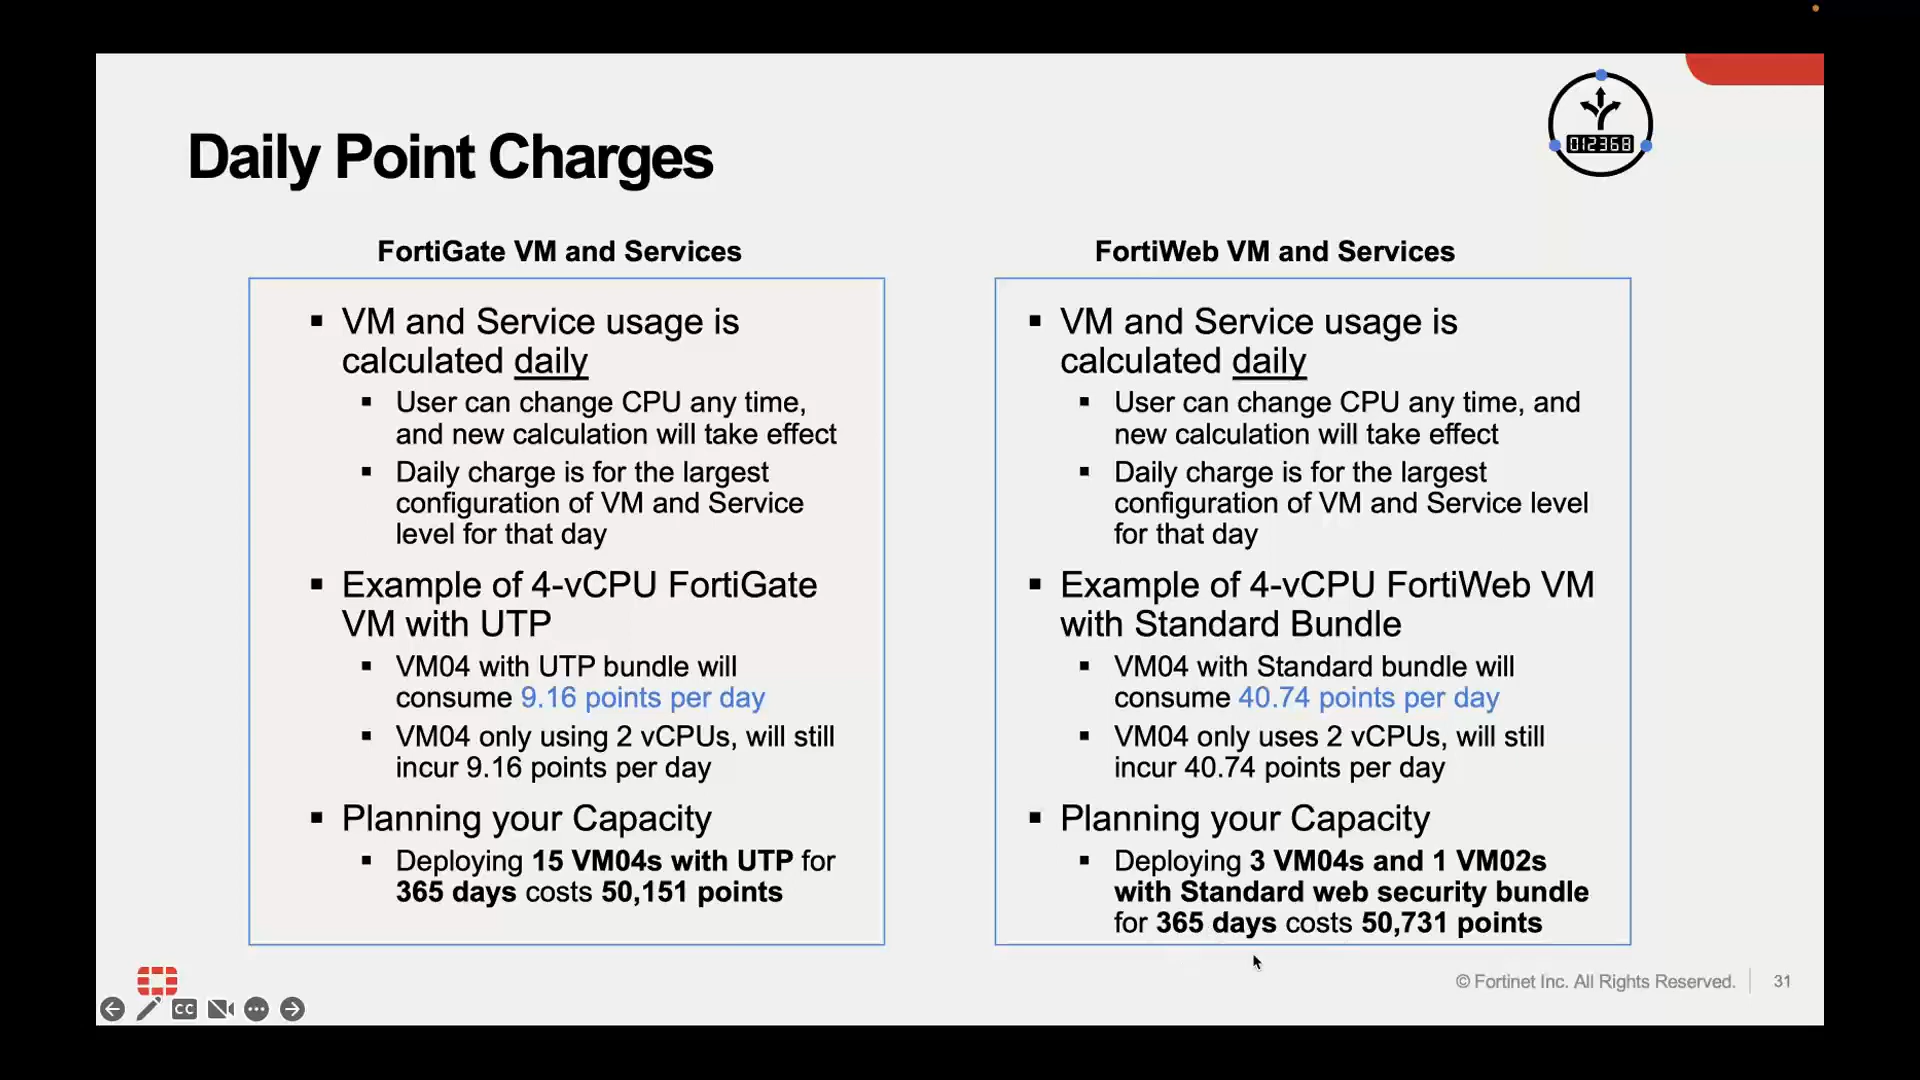 012368
Daily Point Charges
FortiGate VM and Services
▪ VM and Service usage is
calculated daily
▪ User can change CPU any time,
and new calculation will take effect
▪ Daily charge is for the largest
configuration of VM and Service
level for that day
▪ Example of 4-vCPU FortiGate
VM with UTP
▪ VM04 with UTP bundle will
consume 9.16 points per day
▪ VM04 only using 2 vCPUs, will still
incur 9.16 points per day
▪ Planning your Capacity
▪ Deploying 15 VM04s with UTP for
365 days costs 50,151 points
FortiWeb VM and Services
▪ VM and Service usage is
calculated daily
▪ User can change CPU any time, and
new calculation will take effect
▪ Daily charge is for the largest
configuration of VM and Service level
for that day
▪ Example of 4-vCPU FortiWeb VM
with Standard Bundle
▪ VM04 with Standard bundle will
consume 40.74 points per day
▪ VM04 only uses 2 vCPUs, will still
incur 40.74 points per day
▪ Planning your Capacity
▪ Deploying 3 VM04s and 1 VM02s
with Standard web security bundle
for 365 days costs 50,731 points
© Fortinet Inc. All Rights Reserved.
31
CC